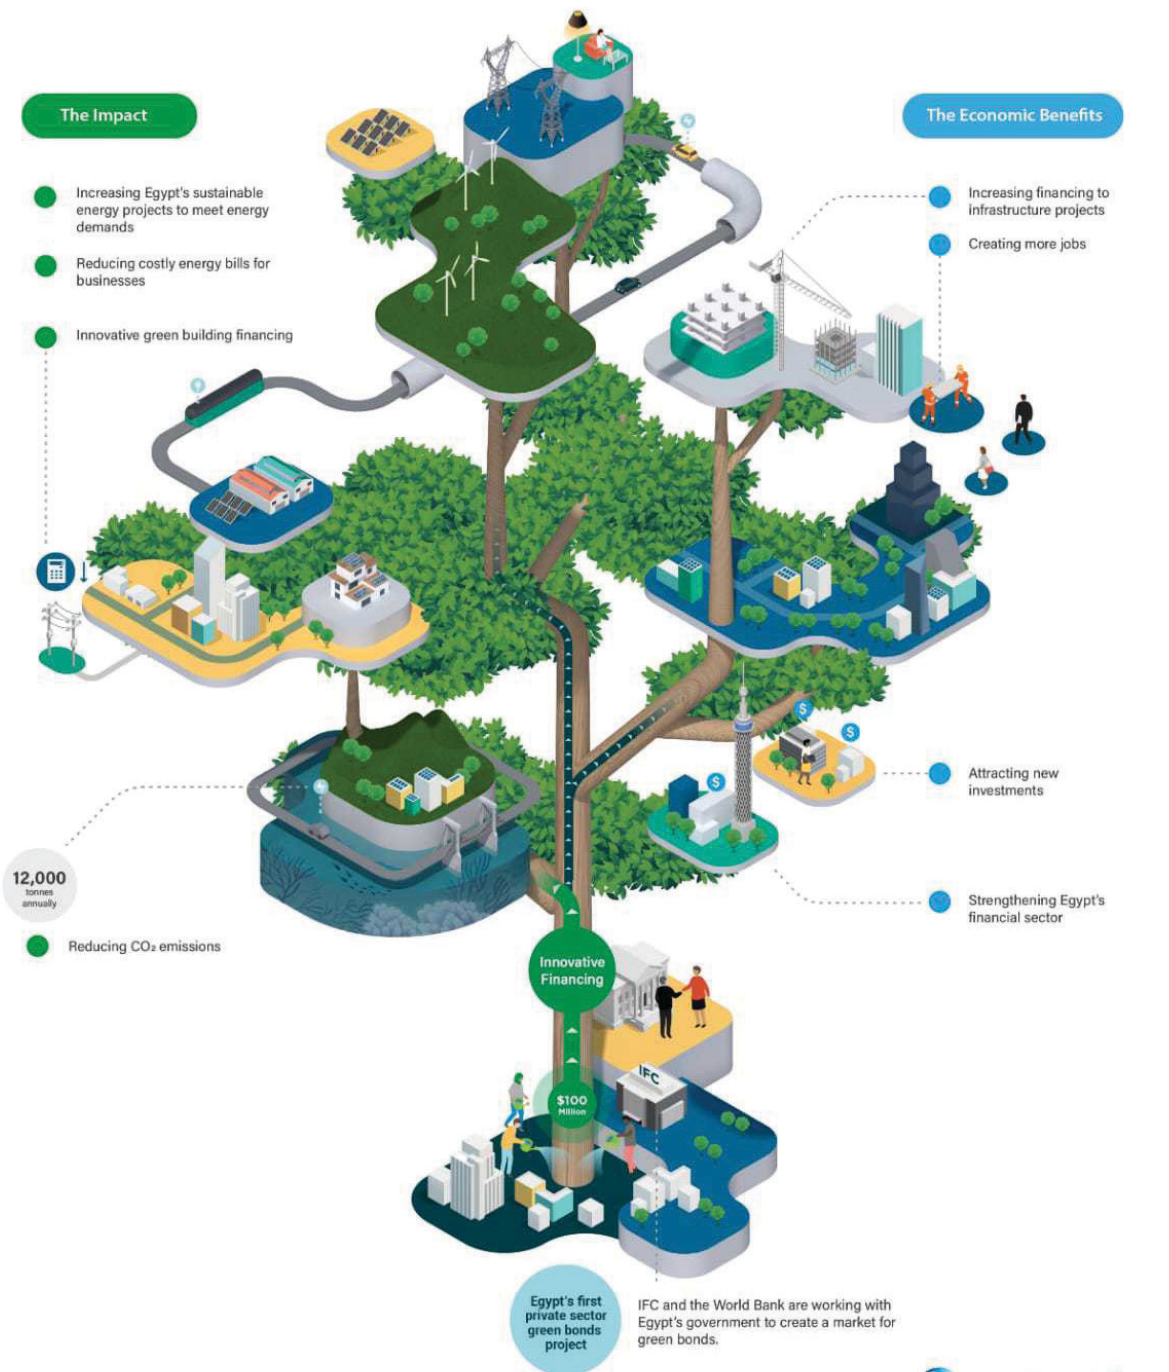 The Impact
Increasing Egypt's sustainable
energy projects to meet energy
demands
Reducing costly energy bills for
businesses
Innovative green building financing
12,000
tonnes
annually
Reducing CO₂ emissions
The Economic Benefits
Increasing financing to
infrastructure projects
Creating more jobs
$
$
$
Attracting new
investments
Strengthening Egypt's
financial sector
Innovative
Financing
IFC
$100
Million
Egypt's first
private sector
green bonds
project
IFC and the World Bank are working with
Egypt's government to create a market for
green bonds.